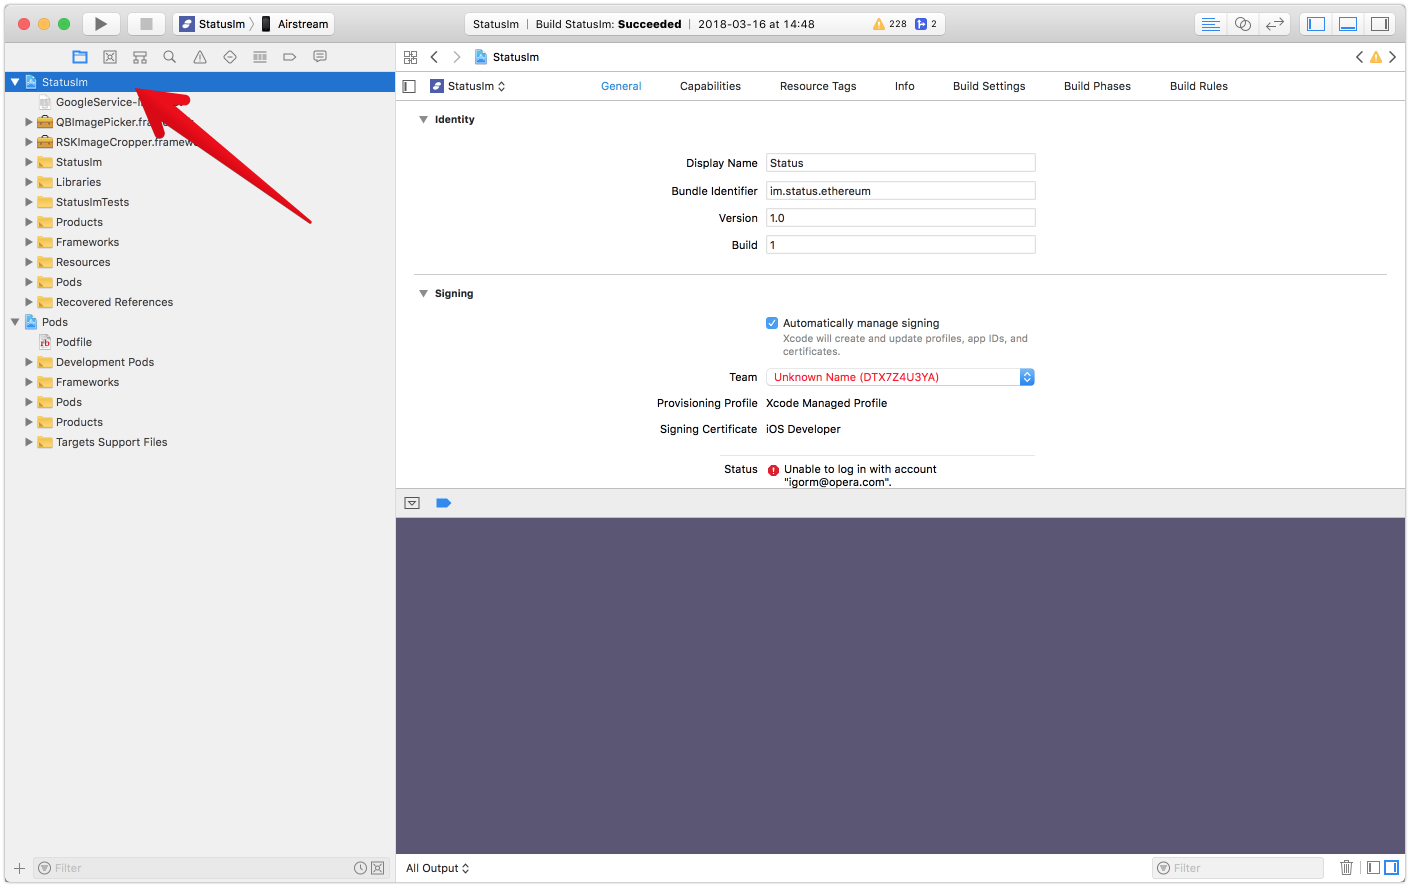 StatusIm Airstream
StatusIm | Build StatusIm: Succeeded | 2018-03-16 at 14:48 228 2
StatusIm
StatusIm
General Capabilities Resource Tags Info Build Settings Build Phases Build Rules
StatusIm
GoogleService-
QBImagePicker.fra
RSKImageCropper.framew
StatusIm
Libraries
StatusImTests
Products
Frameworks
Resources
Pods
Recovered References
Pods
rb Podfile
Development Pods
Frameworks
Pods
Products
Targets Support Files
Filter
Identity
Display Name Status
Bundle Identifier im.status.ethereum
Version 1.0
Build 1
Signing
Automatically manage signing
Xcode will create and update profiles, app IDs, and
certificates.
Team Unknown Name (DTX7Z4U3YA)
Provisioning Profile Xcode Managed Profile
Signing Certificate iOS Developer
Status Unable to log in with account
"igorm@opera.com".
All Output Filter